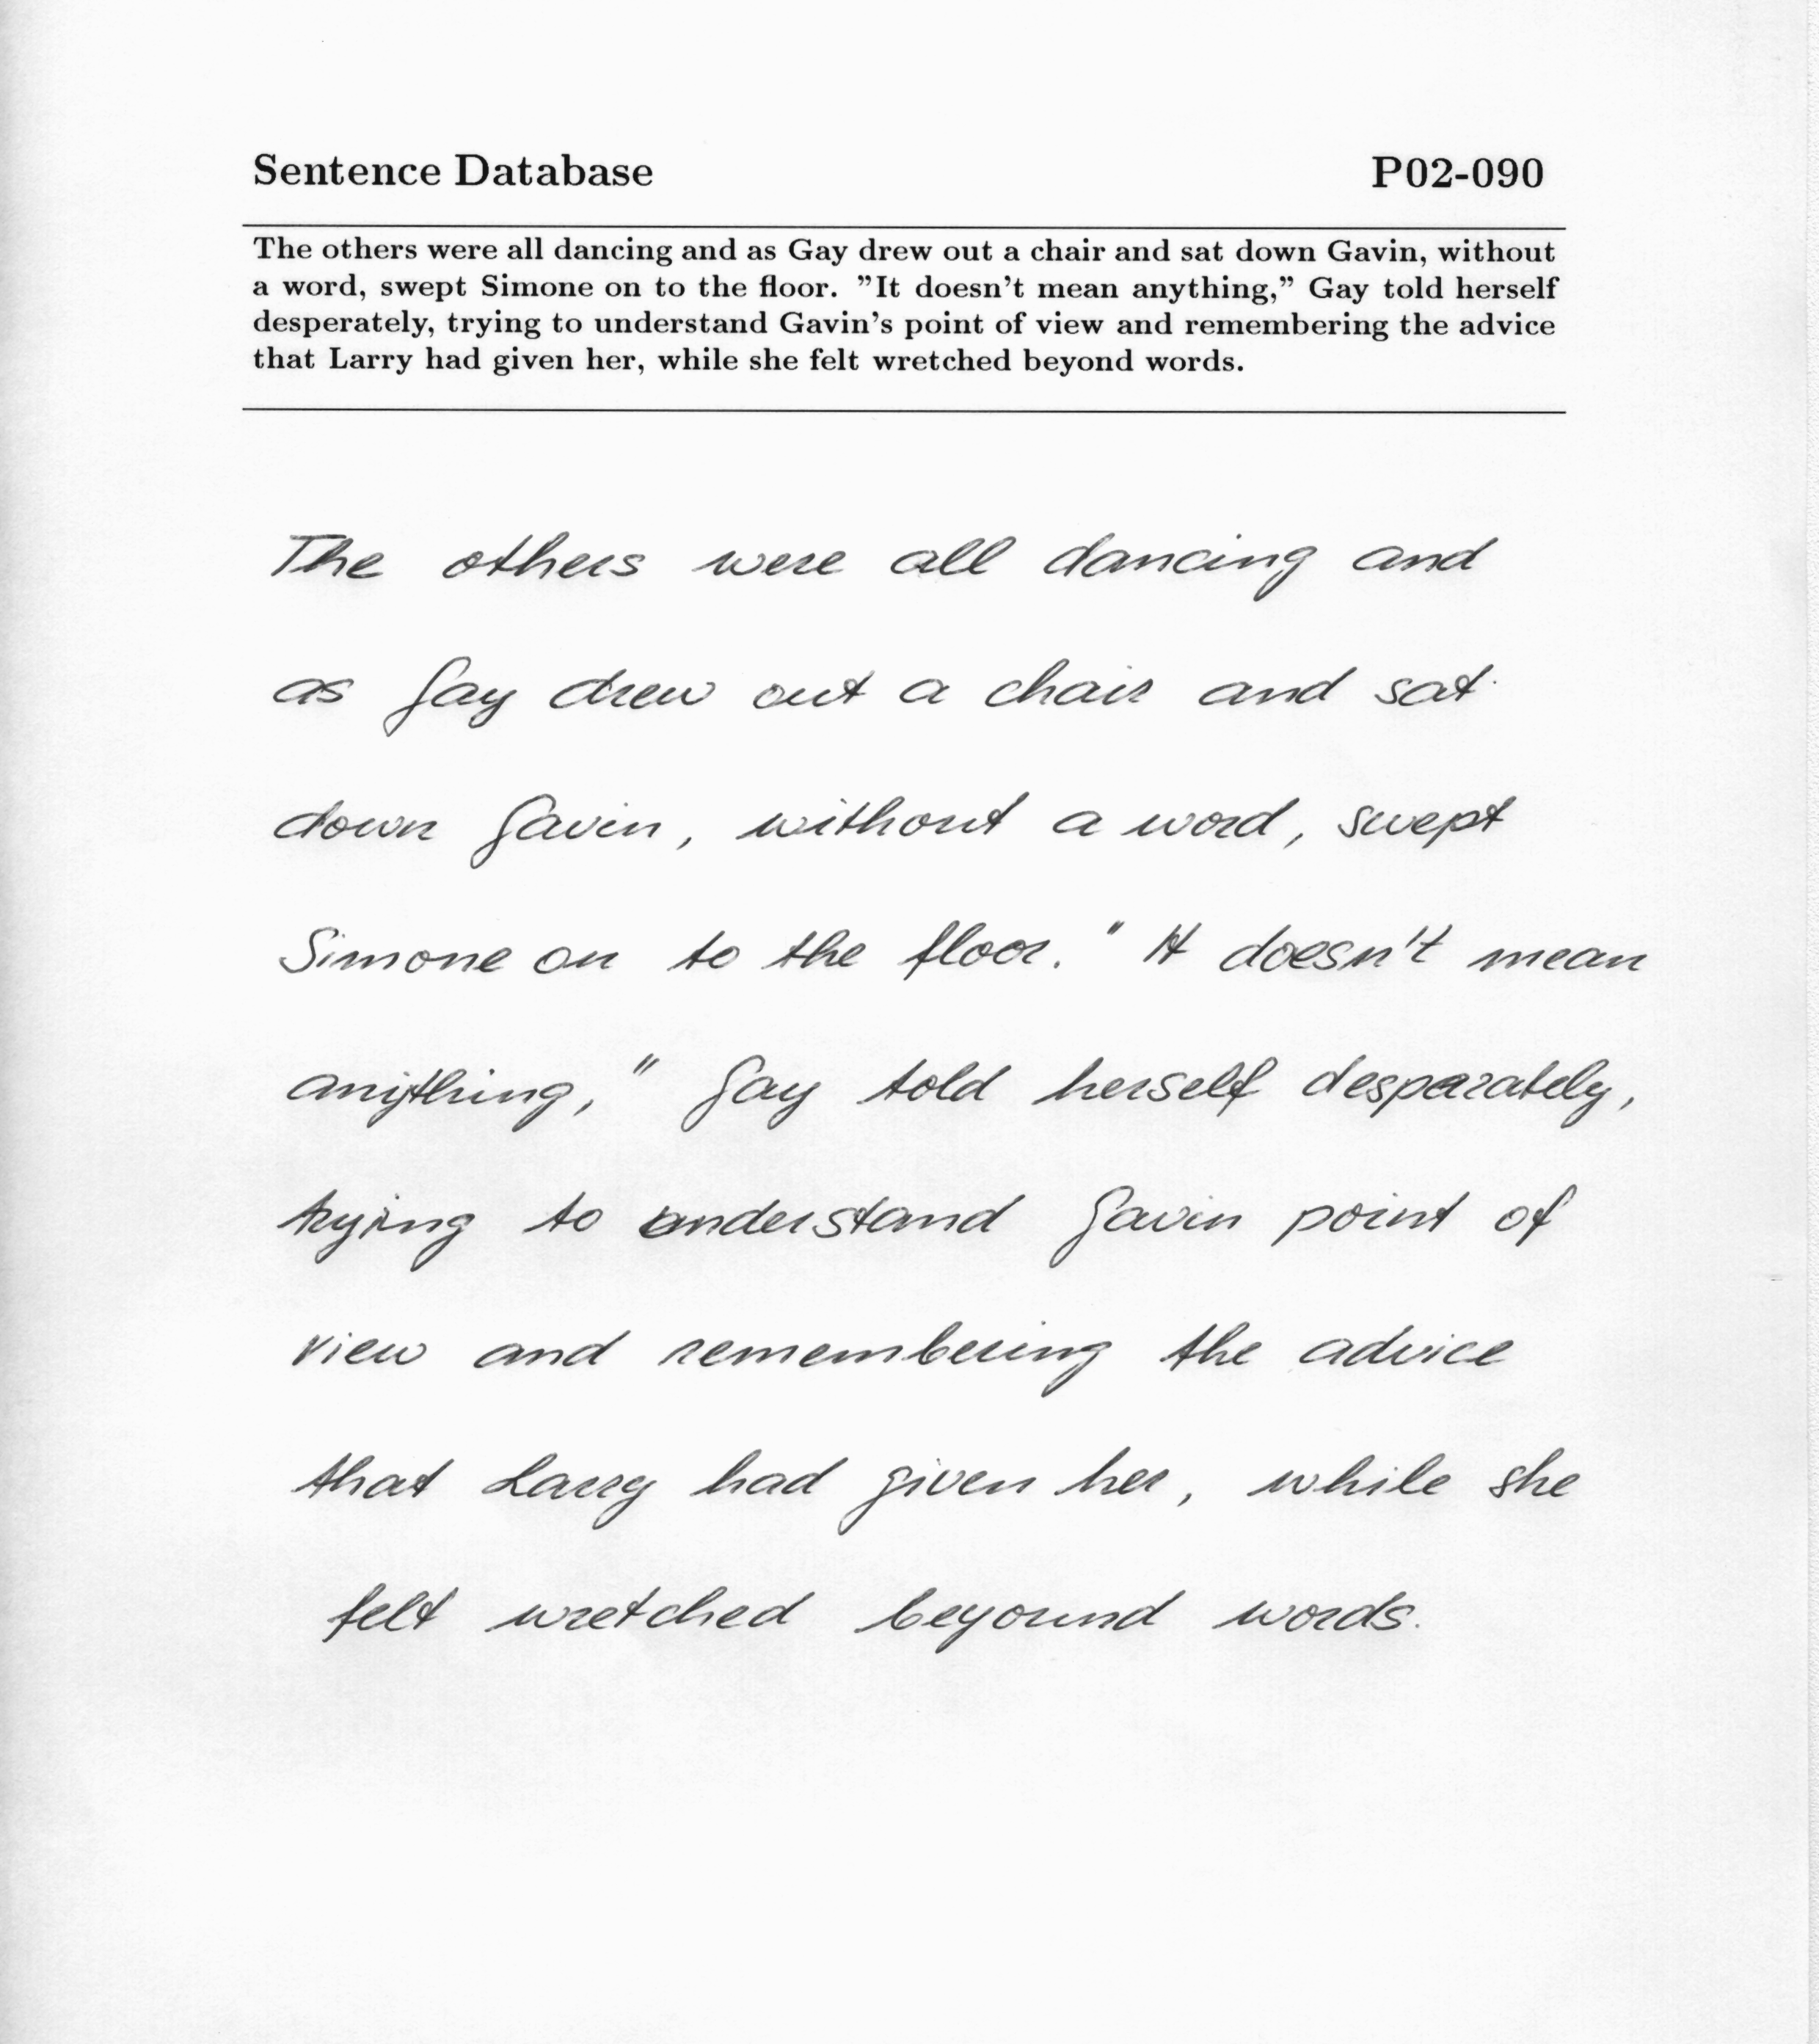 Sentence Database P02-090
The others were all dancing and as Gay drew out a chair and sat down Gavin, without
a word, swept Simone on to the floor. ”It doesn’t mean anything,” Gay told herself
desperately, trying to understand Gavin’s point of view and remembering the advice
that Larry had given her, while she felt wretched beyond words.
The others were all dancing and
as Gay drew out a chair and sat
down Gavin, without a word, swept
Simone on to the floor. " It doesn't mean
anything," Gay told herself desparately,
trying to understand Gavin point of
view and remembering the advice
that Larry had given her, while she
felt wretched beyound words.